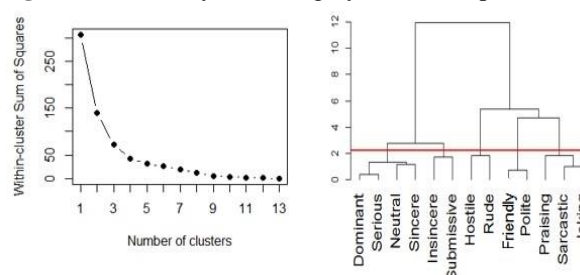 Within-cluster Sum of Squares
250
150
50
0
1 3 5 7 9 11 13
Number of clusters
12
10
8
6
4
2
0
Dominant
Serious
Neutral
Sincere
Insincere
Submissive
Hostile
Rude
Friendly
Polite
Praising
Sarcastic